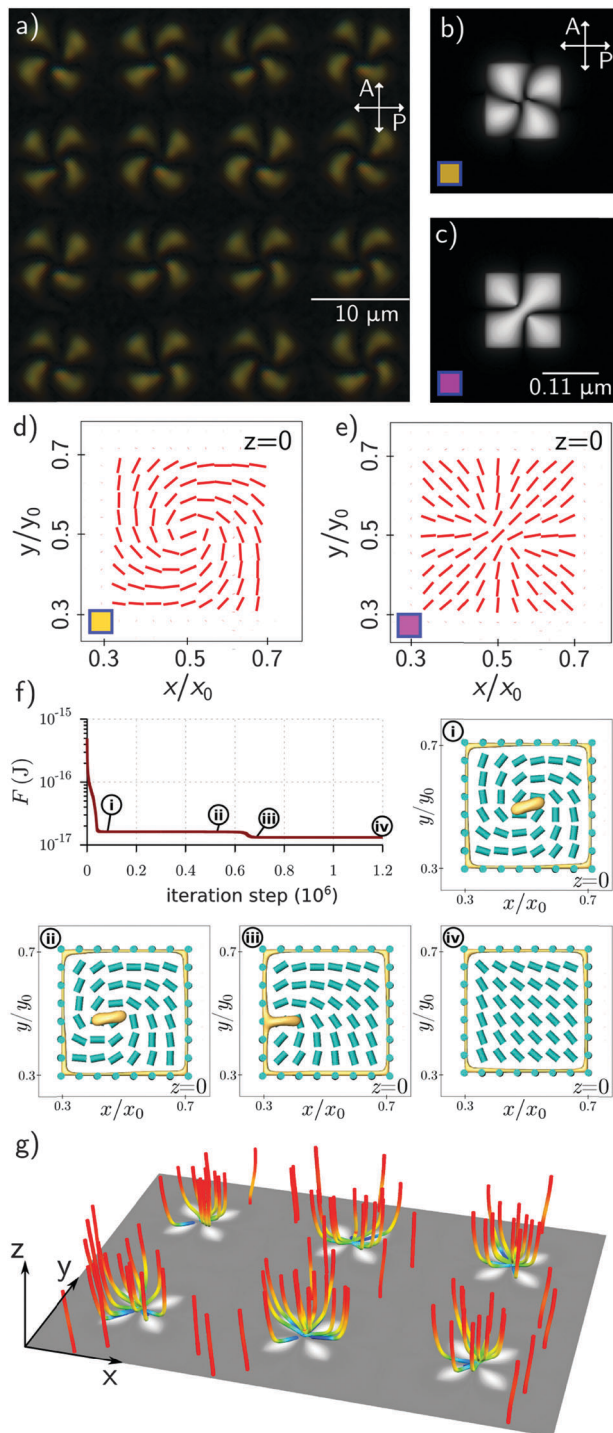 a)
A
P
10 μm
b)
A
P
c)
0.11 μm
d)
z=0
y/y₀
0.7
0.5
0.3
0.3 0.5 0.7
x/x₀
e)
z=0
y/y₀
0.7
0.5
0.3
0.3 0.5 0.7
x/x₀
f)
F (J)
10⁻¹⁵
10⁻¹⁶
10⁻¹⁷
i
ii
iii
iv
0 0.2 0.4 0.6 0.8 1.0 1.2
iteration step (10⁶)
i
y/y₀
0.7
0.3
z=0
0.3 0.7
x/x₀
ii
y/y₀
0.7
0.3
z=0
0.3 0.7
x/x₀
iii
y/y₀
0.7
0.3
z=0
0.3 0.7
x/x₀
iv
y/y₀
0.7
0.3
z=0
0.3 0.7
x/x₀
g)
z
y
x